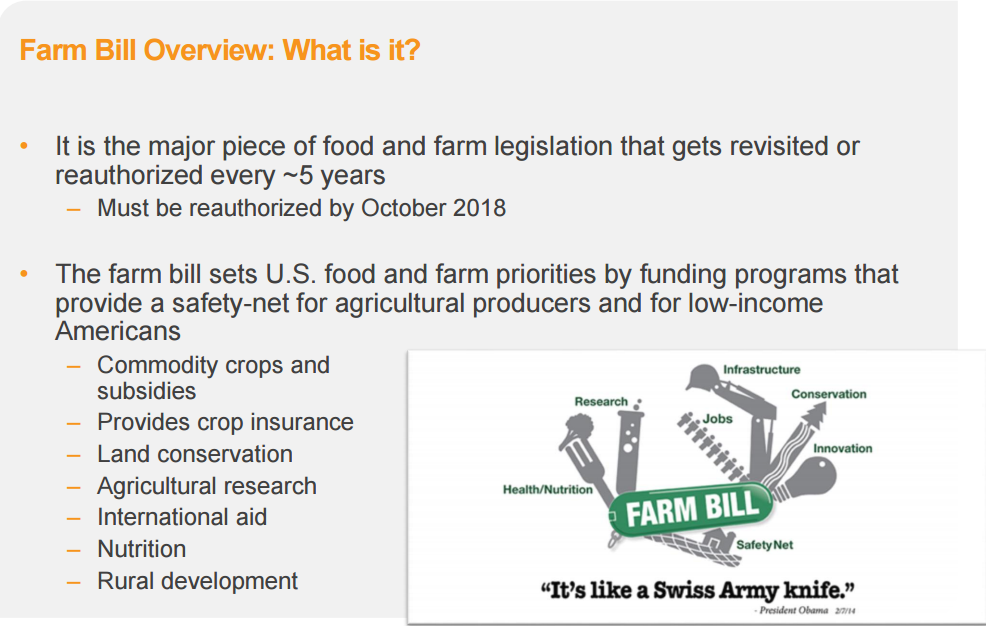 Farm Bill Overview: What is it?
• It is the major piece of food and farm legislation that gets revisited or
reauthorized every ~5 years
– Must be reauthorized by October 2018
• The farm bill sets U.S. food and farm priorities by funding programs that
provide a safety-net for agricultural producers and for low-income
Americans
– Commodity crops and
subsidies
– Provides crop insurance
– Land conservation
– Agricultural research
– International aid
– Nutrition
– Rural development
Infrastructure
Conservation
Research
Jobs
Innovation
Health/Nutrition
FARM BILL
Safety Net
“It’s like a Swiss Army knife.”
- President Obama 2/7/14